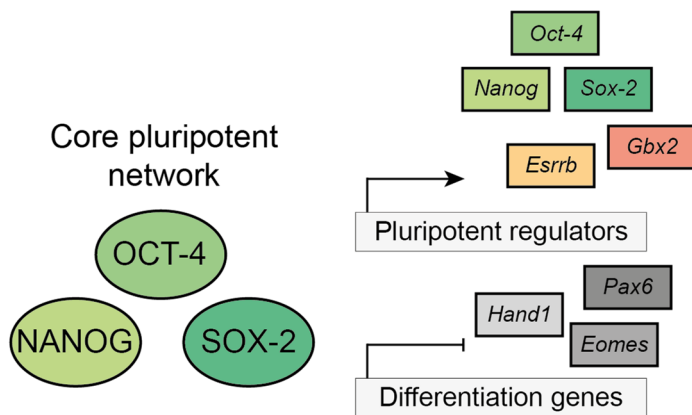 Core pluripotent
network
OCT-4
NANOG
SOX-2
Oct-4
Nanog
Sox-2
Gbx2
Esrrb
Pluripotent regulators
Pax6
Hand1
Eomes
Differentiation genes